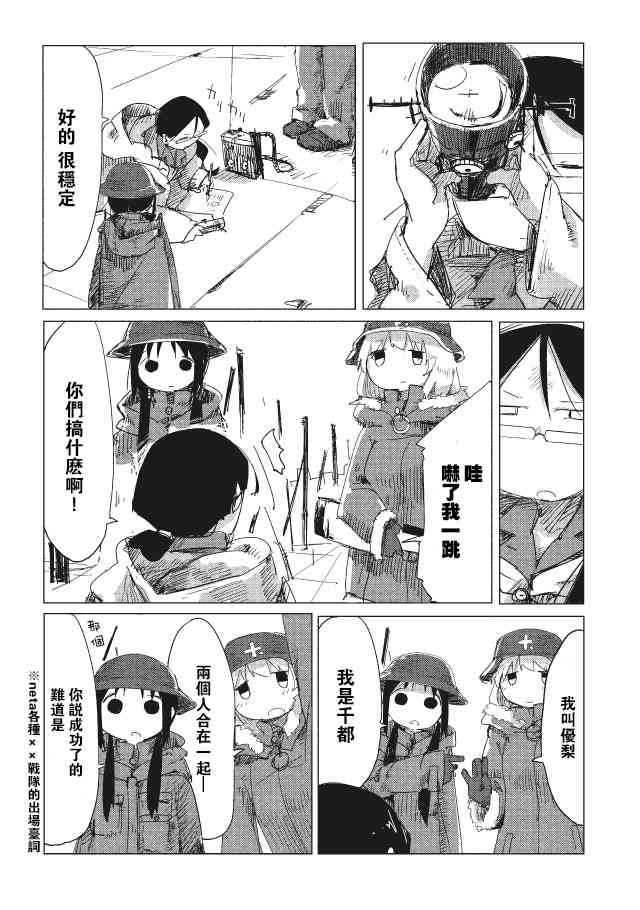 好的 很穩定
哇
嚇了我一跳
你們搞什麼啊！
我叫優梨
我是千都
兩個人合在一起—
那個
你說成功了的
難道是
※neta各種××戰隊的出場臺詞